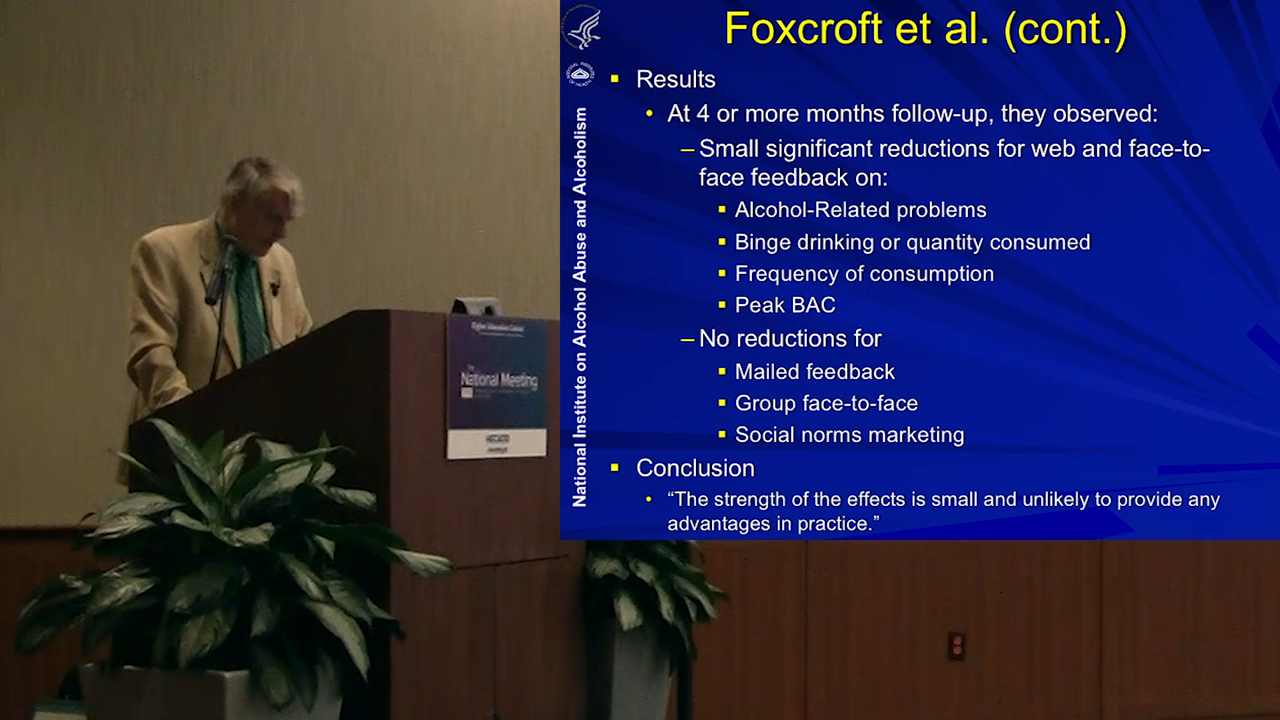 Foxcroft et al. (cont.)
National Institute on Alcohol Abuse and Alcoholism
Results
At 4 or more months follow-up, they observed:
–Small significant reductions for web and face-to-
face feedback on:
Alcohol-Related problems
Binge drinking or quantity consumed
Frequency of consumption
Peak BAC
–No reductions for
Mailed feedback
Group face-to-face
Social norms marketing
Conclusion
“The strength of the effects is small and unlikely to provide any
advantages in practice.”
Higher Education Center
The
National Meeting